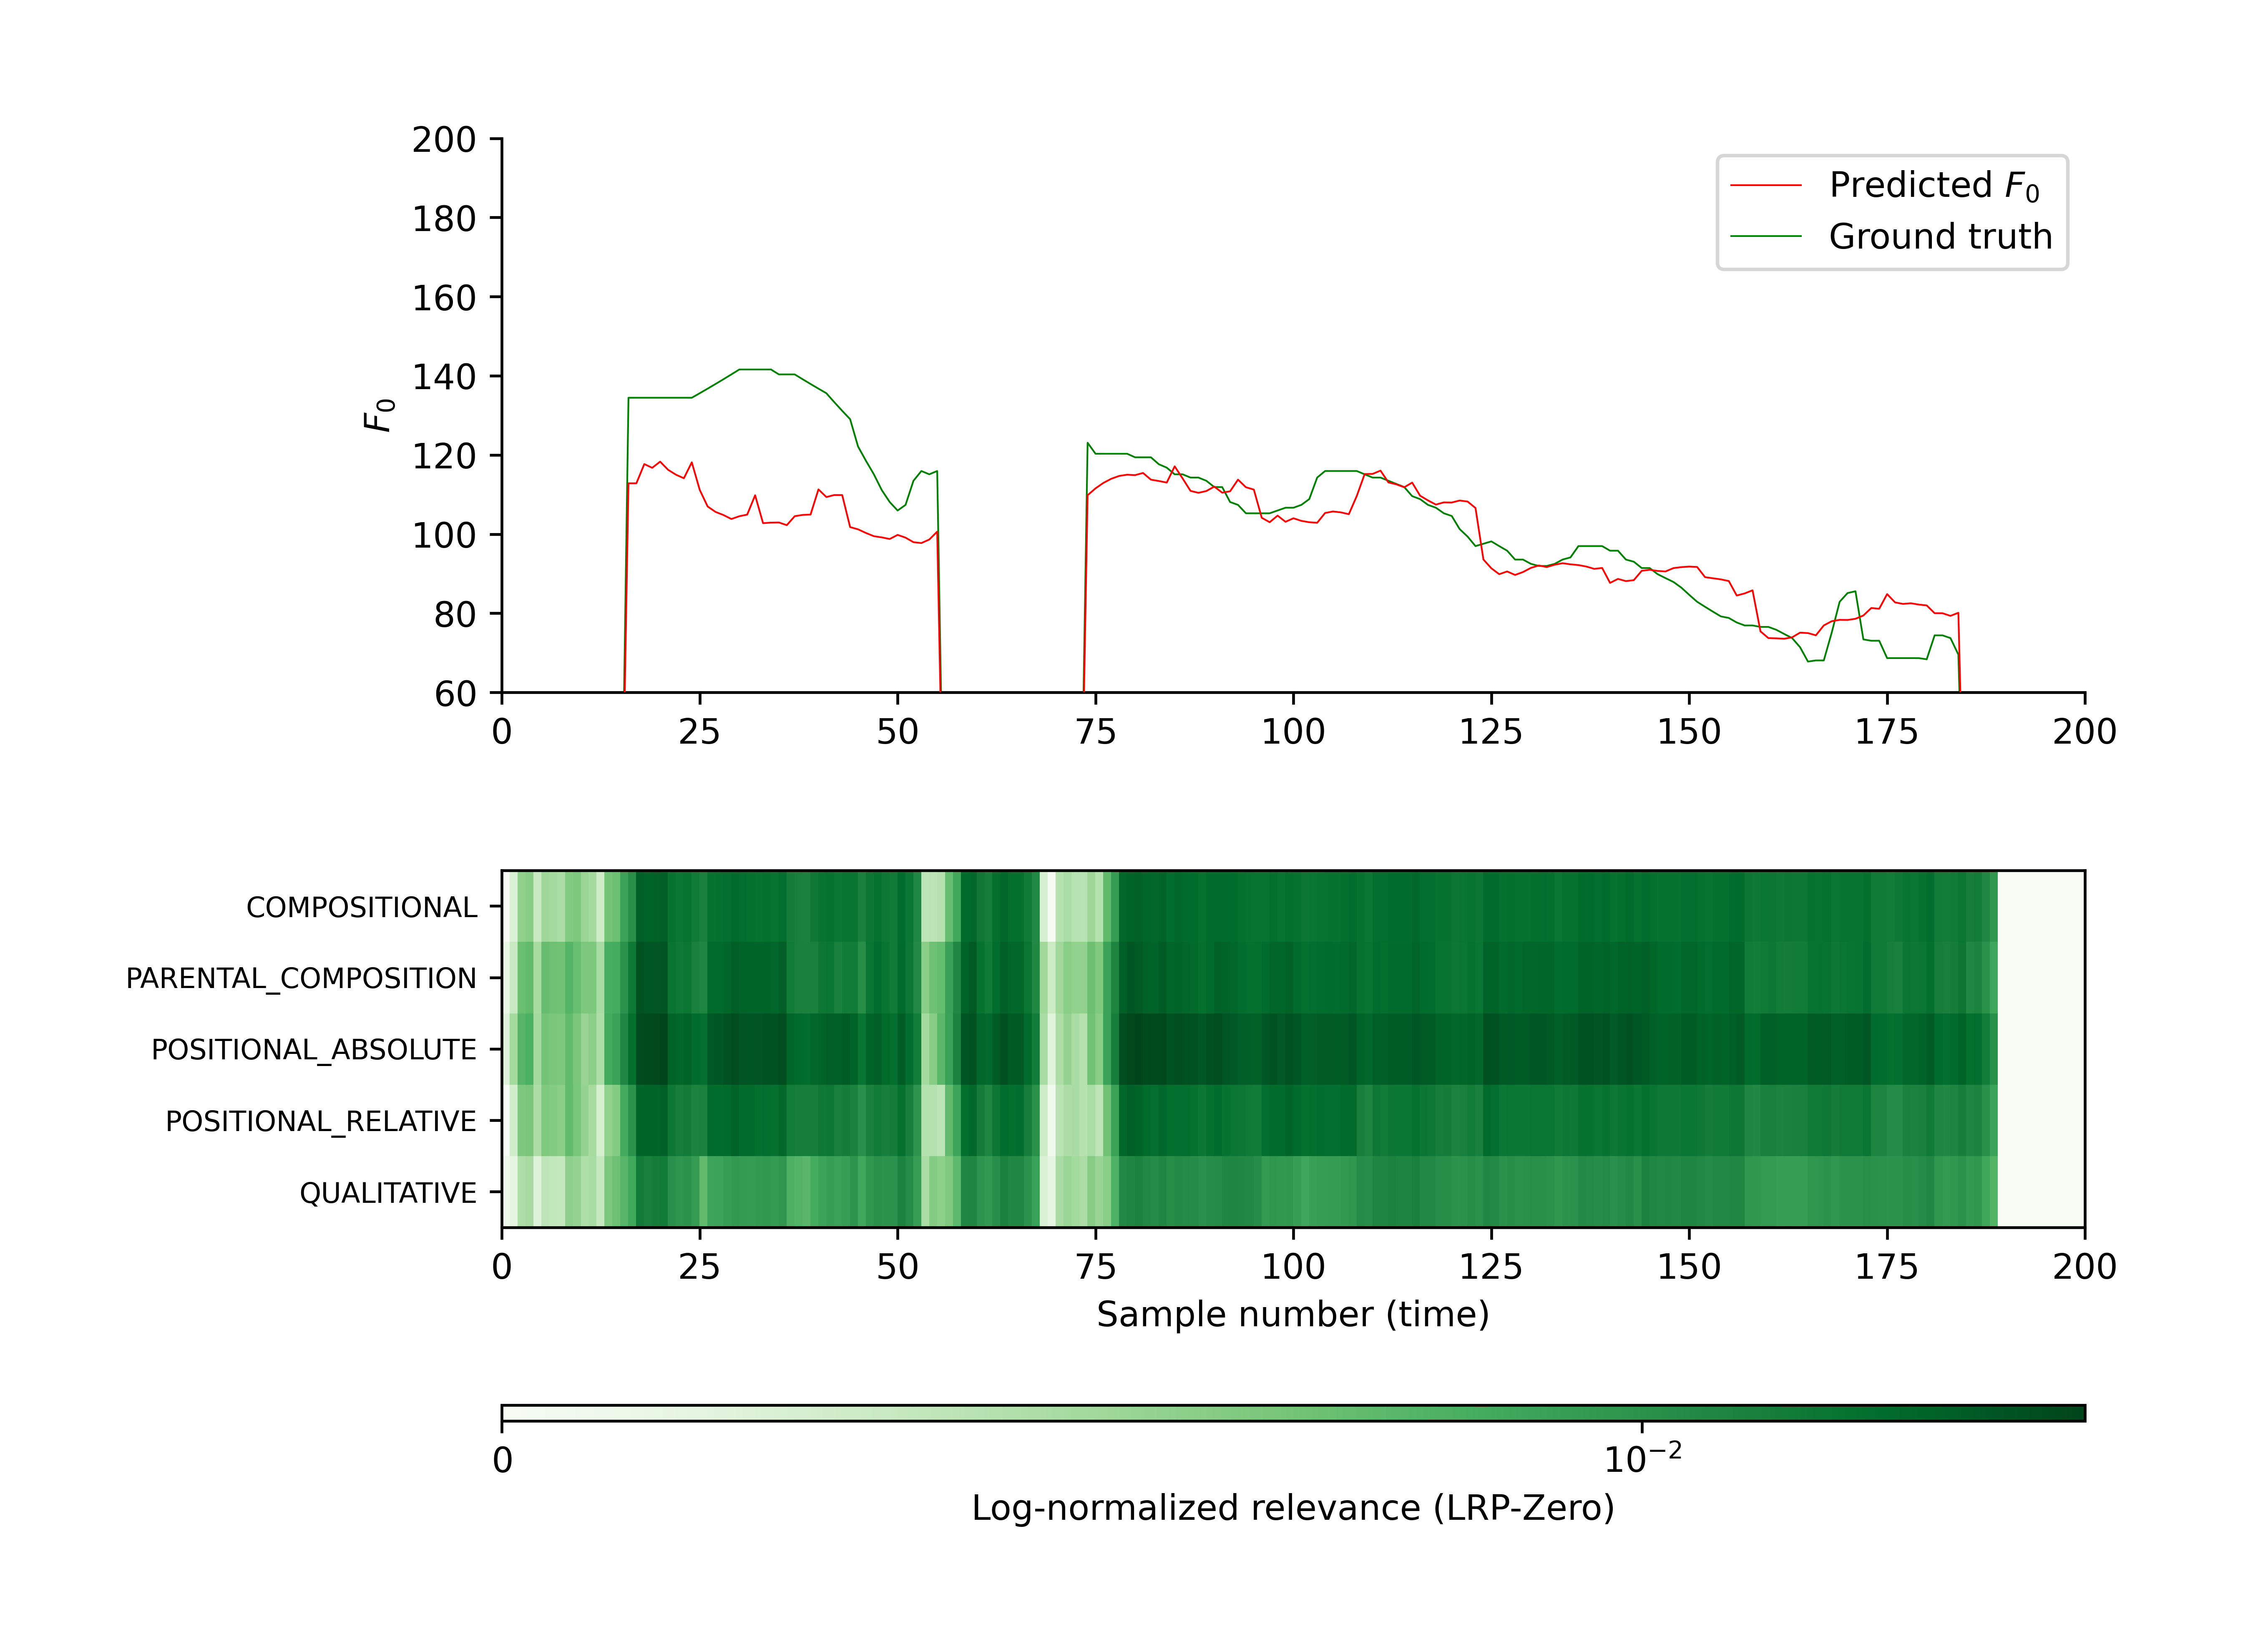 200
180
160
140
120
100
80
60
F₀
Predicted F₀
Ground truth
0 25 50 75 100 125 150 175 200
COMPOSITIONAL
PARENTAL_COMPOSITION
POSITIONAL_ABSOLUTE
POSITIONAL_RELATIVE
QUALITATIVE
0 25 50 75 100 125 150 175 200
Sample number (time)
0 10⁻²
Log-normalized relevance (LRP-Zero)